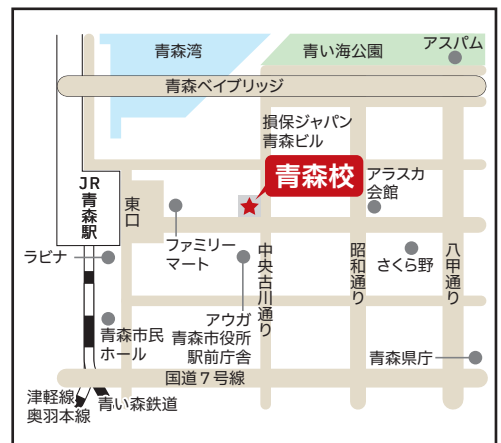 青森湾
青い海公園
アスパム
青森ベイブリッジ
損保ジャパン
青森ビル
青森校
アラスカ
会館
JR
青森駅
東口
ファミリー
マート
ラビナ
中央古川通り
昭和通り
八甲通り
さくら野
アウガ
青森市役所
駅前庁舎
青森市民
ホール
青森県庁
国道7号線
津軽線
奥羽本線
青い森鉄道